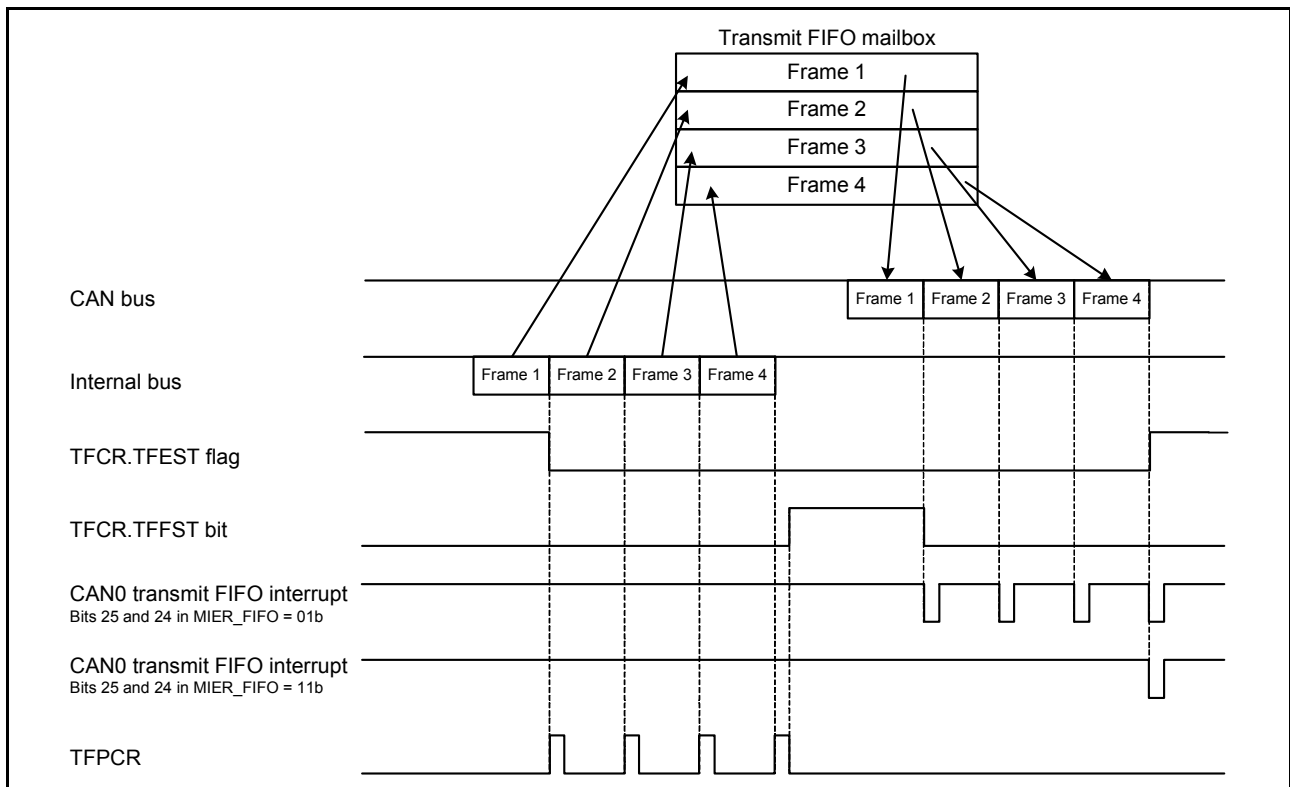 Transmit FIFO mailbox
Frame 1
Frame 2
Frame 3
Frame 4
CAN bus
Frame 1 Frame 2 Frame 3 Frame 4
Internal bus
Frame 1 Frame 2 Frame 3 Frame 4
TFCR.TFEST flag
TFCR.TFFST bit
CAN0 transmit FIFO interrupt
Bits 25 and 24 in MIER_FIFO = 01b
CAN0 transmit FIFO interrupt
Bits 25 and 24 in MIER_FIFO = 11b
TFPCR